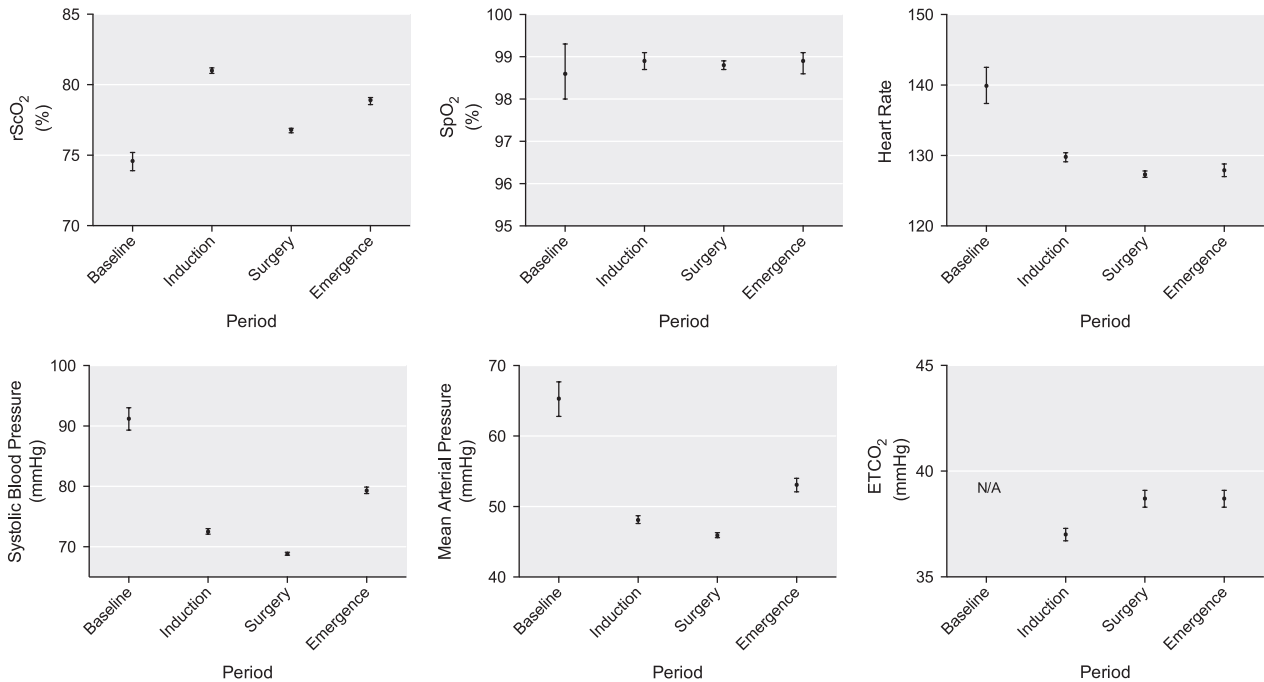 85
80
75
70
rScO2
(%)
Baseline
Induction
Surgery
Emergence
Period
100
99
98
97
96
95
SpO2
(%)
Baseline
Induction
Surgery
Emergence
Period
150
140
130
120
Heart Rate
Baseline
Induction
Surgery
Emergence
Period
100
90
80
70
Systolic Blood Pressure
(mmHg)
Baseline
Induction
Surgery
Emergence
Period
70
60
50
40
Mean Arterial Pressure
(mmHg)
Baseline
Induction
Surgery
Emergence
Period
45
40
35
ETCO2
(mmHg)
N/A
Baseline
Induction
Surgery
Emergence
Period